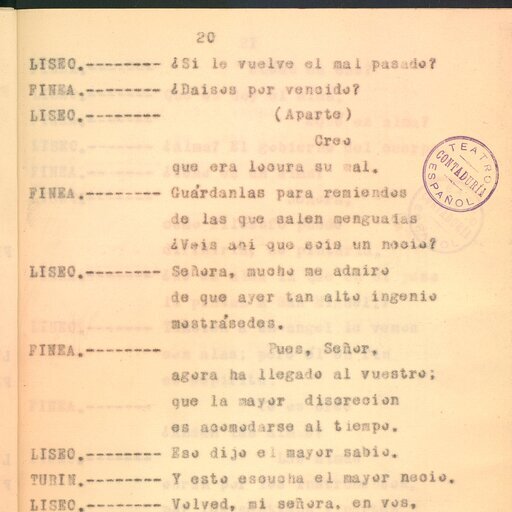 20
LISEO.-------- ¿Si le vuelve el mal pasado?
FINEA.-------- ¿Daisos por vencido?
LISEO.-------- (Aparte)
Creo
que era locura su mal.
FINEA.-------- Guárdanlas para remiendos
de las que salen menguaías
¿Veis ahi que sois un necio?
LISEO.-------- Señora, mucho me admiro
de que ayer tan alto ingenio
mostrásedes.
FINEA.-------- Pues, Señor,
agora ha llegado al vuestro;
que la mayor discrecion
es acomodarse al tiempo.
LISEO.-------- Eso dijo el mayor sabio.
TURIN.-------- Y esto escucha el mayor necio.
LISEO.-------- Volved, mi señora, en vos,
TEATRO ESPAÑOL
CONTADURÍA